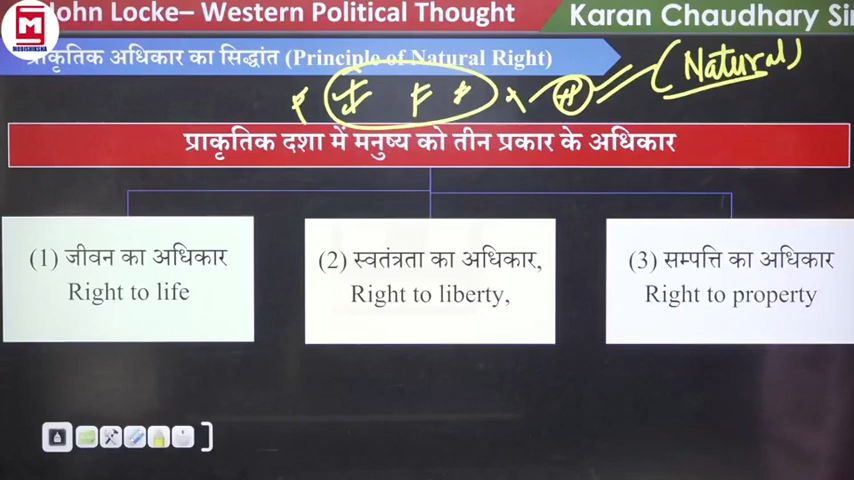 John Locke– Western Political Thought
Karan Chaudhary Sir
MOBISHIKSHA
प्राकृतिक अधिकार का सिद्धांत (Principle of Natural Right)
(Natural)
प्राकृतिक दशा में मनुष्य को तीन प्रकार के अधिकार
(1) जीवन का अधिकार
Right to life
(2) स्वतंत्रता का अधिकार,
Right to liberty,
(3) सम्पत्ति का अधिकार
Right to property